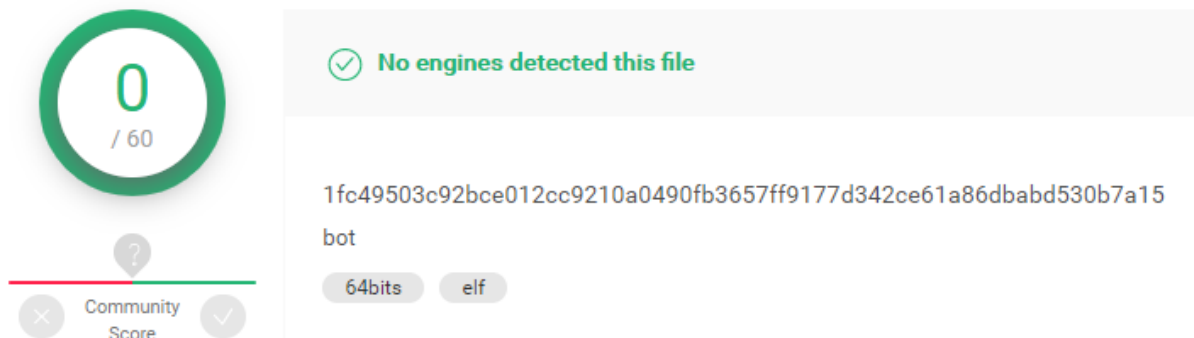 0
/ 60
?
Community
Score
No engines detected this file
1fc49503c92bce012cc9210a0490fb3657ff9177d342ce61a86dbabd530b7a15
bot
64bits
elf